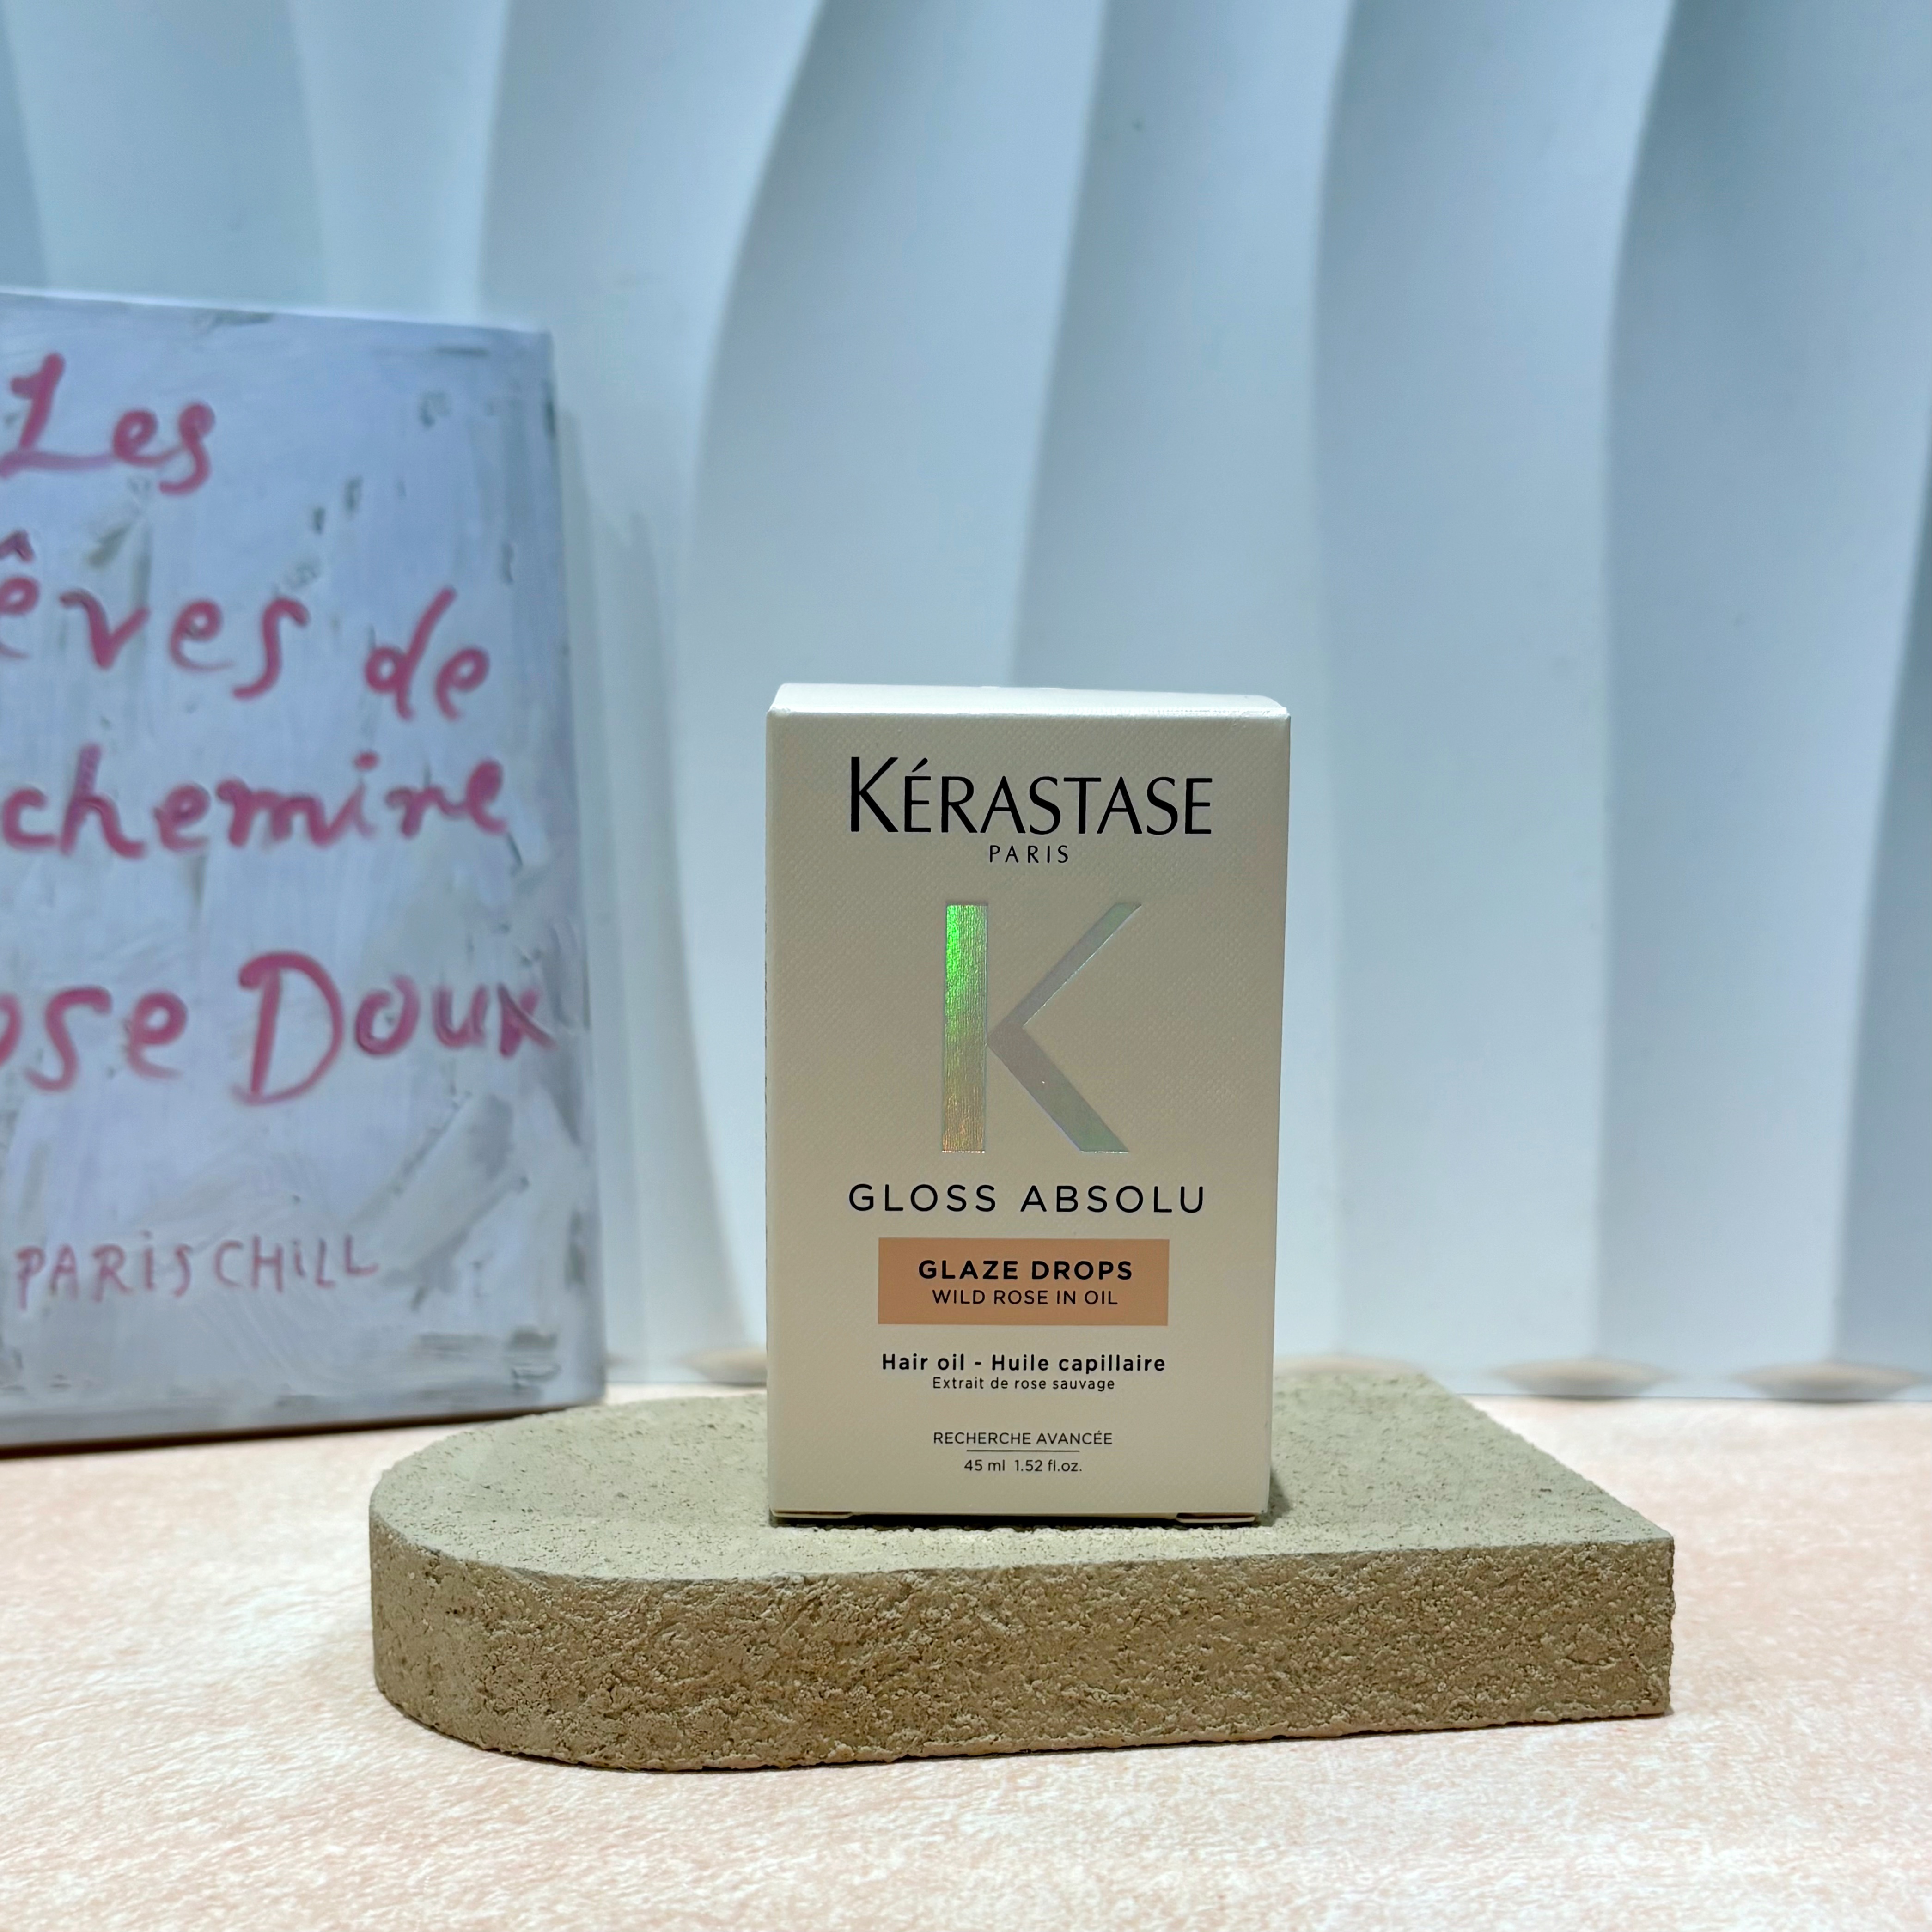 Les
êves de
chemire
ose Doux
PARIS CHILL
KÉRASTASE
PARIS
K
GLOSS ABSOLU
GLAZE DROPS
WILD ROSE IN OIL
Hair oil - Huile capillaire
Extrait de rose sauvage
RECHERCHE AVANCÉE
45 ml 1.52 fl.oz.